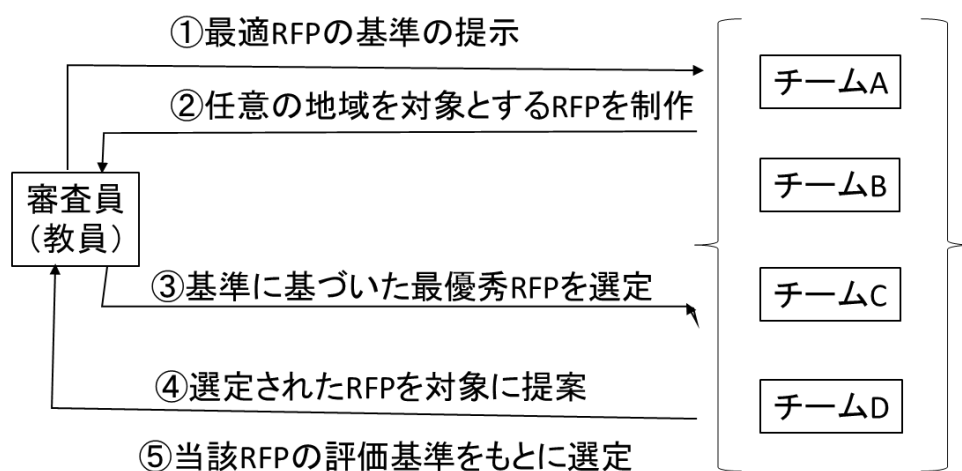 ①最適RFPの基準の提示
チームA
②任意の地域を対象とするRFPを制作
チームB
審査員
（教員）
③基準に基づいた最優秀RFPを選定
チームC
④選定されたRFPを対象に提案
チームD
⑤当該RFPの評価基準をもとに選定